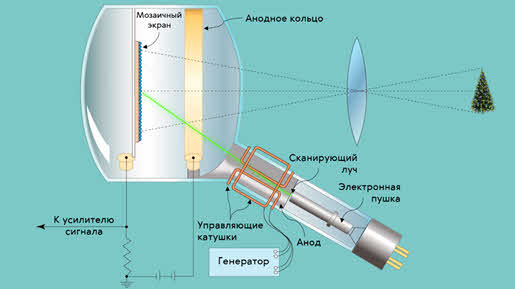 Мозаичный
экран
Анодное кольцо
Сканирующий
луч
Электронная
пушка
К усилителю
сигнала
Управляющие
катушки
Анод
Генератор